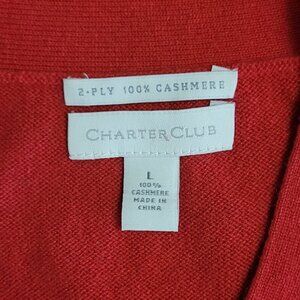 2-PLY 100% CASHMERE
CHARTER CLUB
L
100%
CASHMERE
MADE IN
CHINA